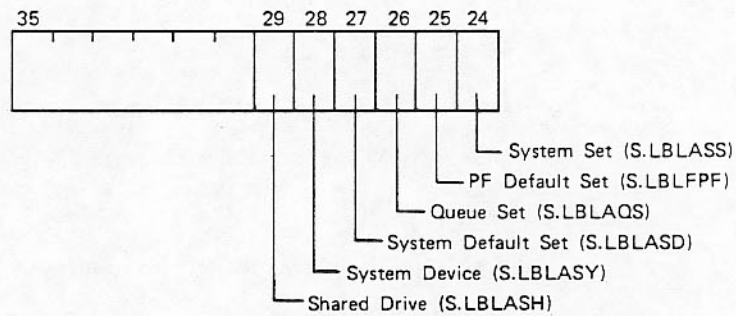 35 29 28 27 26 25 24
System Set (S.LBLASS)
PF Default Set (S.LBLFPF)
Queue Set (S.LBLAQS)
System Default Set (S.LBLASD)
System Device (S.LBLASY)
Shared Drive (S.LBLASH)